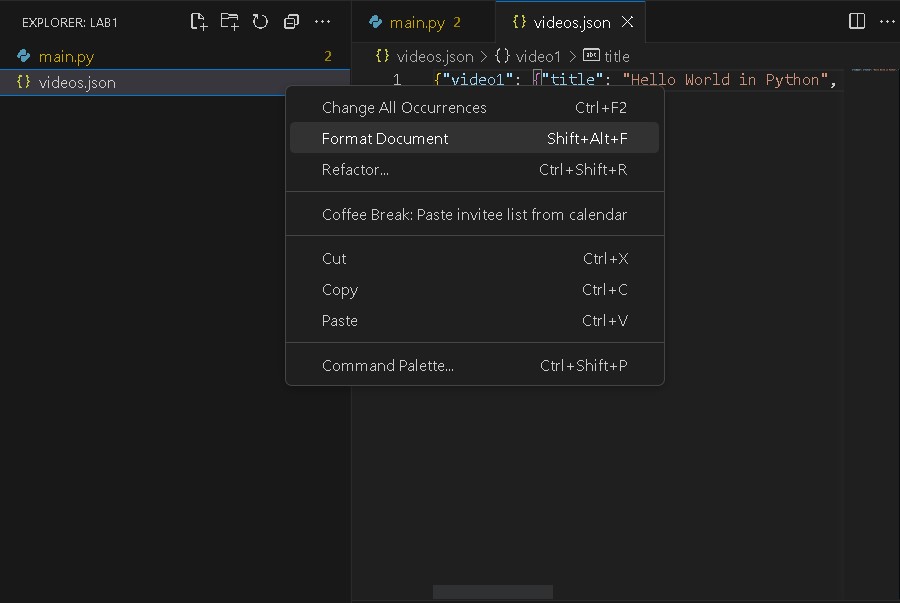 EXPLORER: LAB1
main.py 2
videos.json
main.py 2
{} videos.json
{} videos.json > {} video1 > abc title
1 {"video1": {"title": "Hello World in Python",
Change All Occurrences Ctrl+F2
Format Document Shift+Alt+F
Refactor... Ctrl+Shift+R
Coffee Break: Paste invitee list from calendar
Cut Ctrl+X
Copy Ctrl+C
Paste Ctrl+V
Command Palette... Ctrl+Shift+P